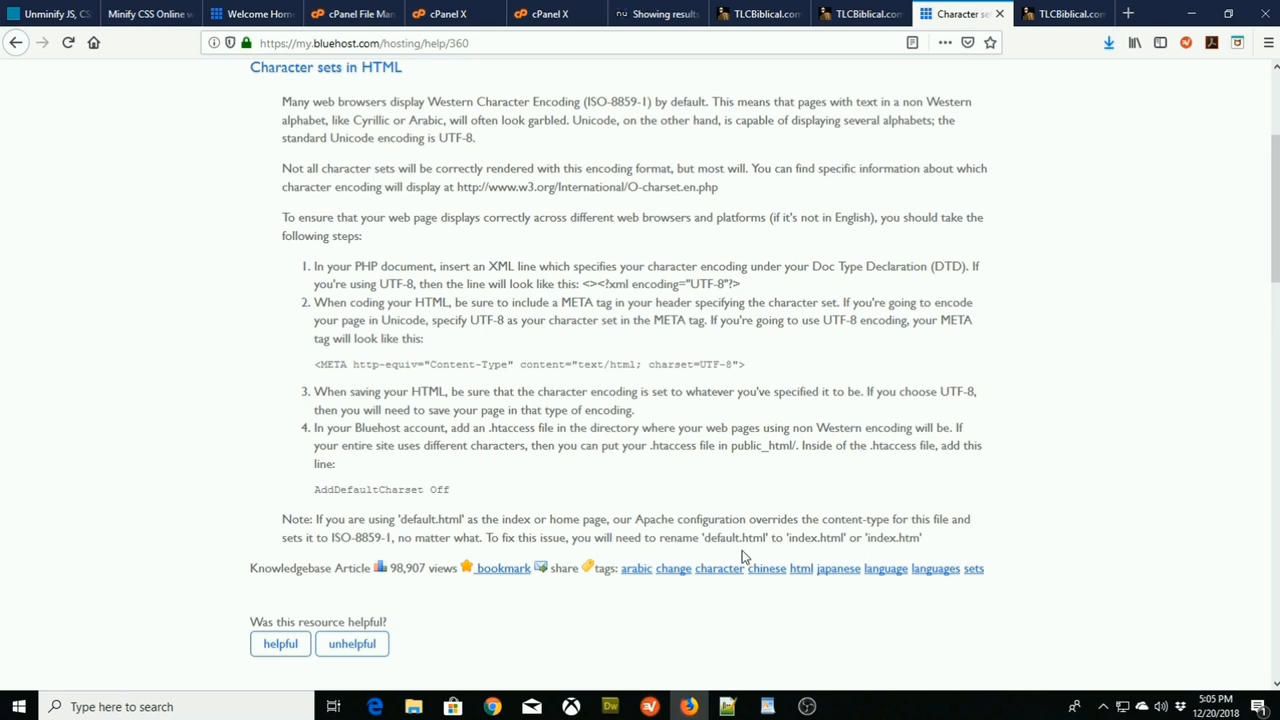 Unminify JS, CS
Minify CSS Online
Welcome Home
cPanel File Man
cPanel X
cPanel X
nu Showing results
TLCBiblical.com
TLCBiblical.com
Character set
TLCBiblical.com
https://my.bluehost.com/hosting/help/360
Character sets in HTML
Many web browsers display Western Character Encoding (ISO-8859-1) by default. This means that pages with text in a non Western
alphabet, like Cyrillic or Arabic, will often look garbled. Unicode, on the other hand, is capable of displaying several alphabets; the
standard Unicode encoding is UTF-8.
Not all character sets will be correctly rendered with this encoding format, but most will. You can find specific information about which
character encoding will display at http://www.w3.org/International/O-charset.en.php
To ensure that your web page displays correctly across different web browsers and platforms (if it's not in English), you should take the
following steps:
1. In your PHP document, insert an XML line which specifies your character encoding under your Doc Type Declaration (DTD). If
you're using UTF-8, then the line will look like this: <><?xml encoding="UTF-8"?>
2. When coding your HTML, be sure to include a META tag in your header specifying the character set. If you're going to encode
your page in Unicode, specify UTF-8 as your character set in the META tag. If you're going to use UTF-8 encoding, your META
tag will look like this:
<META http-equiv="Content-Type" content="text/html; charset=UTF-8">
3. When saving your HTML, be sure that the character encoding is set to whatever you've specified it to be. If you choose UTF-8,
then you will need to save your page in that type of encoding.
4. In your Bluehost account, add an .htaccess file in the directory where your web pages using non Western encoding will be. If
your entire site uses different characters, then you can put your .htaccess file in public_html/. Inside of the .htaccess file, add this
line:
AddDefaultCharset Off
Note: If you are using 'default.html' as the index or home page, our Apache configuration overrides the content-type for this file and
sets it to ISO-8859-1, no matter what. To fix this issue, you will need to rename 'default.html' to 'index.html' or 'index.htm'
Knowledgebase Article 98,907 views bookmark share tags: arabic change character chinese html japanese language languages sets
Was this resource helpful?
helpful unhelpful
Type here to search
Dw
5:05 PM
12/20/2018
1